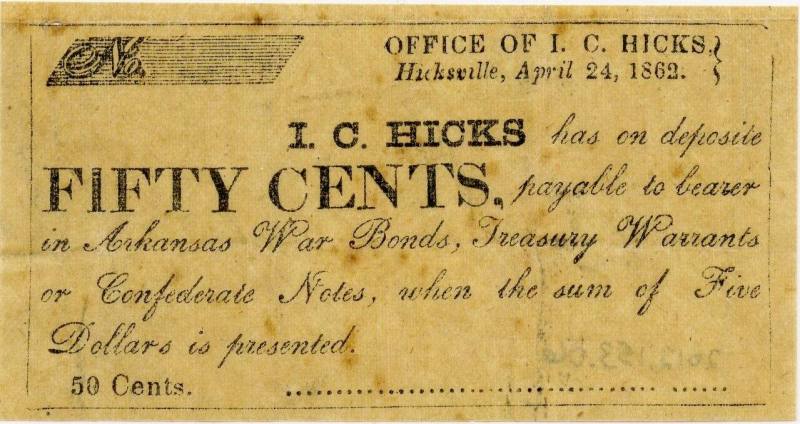 No.
OFFICE OF I. C. HICKS,
Hicksville, April 24, 1862.
I. C. HICKS has on deposite
FIFTY CENTS, payable to bearer
in Arkansas War Bonds, Treasury Warrants
or Confederate Notes, when the sum of Five
Dollars is presented.
50 Cents.